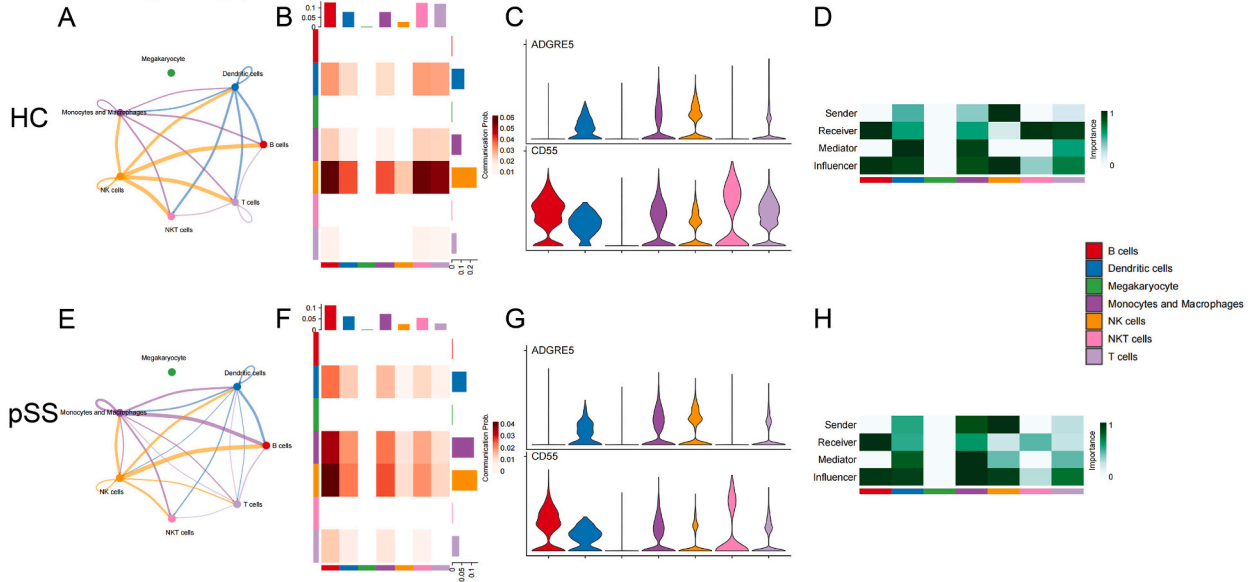 A
B
C
D
HC
Megakaryocyte
Dendritic cells
Monocytes and Macrophages
B cells
NK cells
T cells
NKT cells
0.1
0.05
0
Communication Prob.
0.06
0.05
0.04
0.03
0.02
0.01
0
0.1
0.2
ADGRE5
CD55
Sender
Receiver
Mediator
Influencer
Importance
1
0
B cells
Dendritic cells
Megakaryocyte
Monocytes and Macrophages
NK cells
NKT cells
T cells
E
F
G
H
pSS
Megakaryocyte
Dendritic cells
Monocytes and Macrophages
B cells
NK cells
T cells
NKT cells
0.1
0.05
0
Communication Prob.
0.04
0.03
0.02
0.01
0
0
0.05
0.1
ADGRE5
CD55
Sender
Receiver
Mediator
Influencer
Importance
1
0